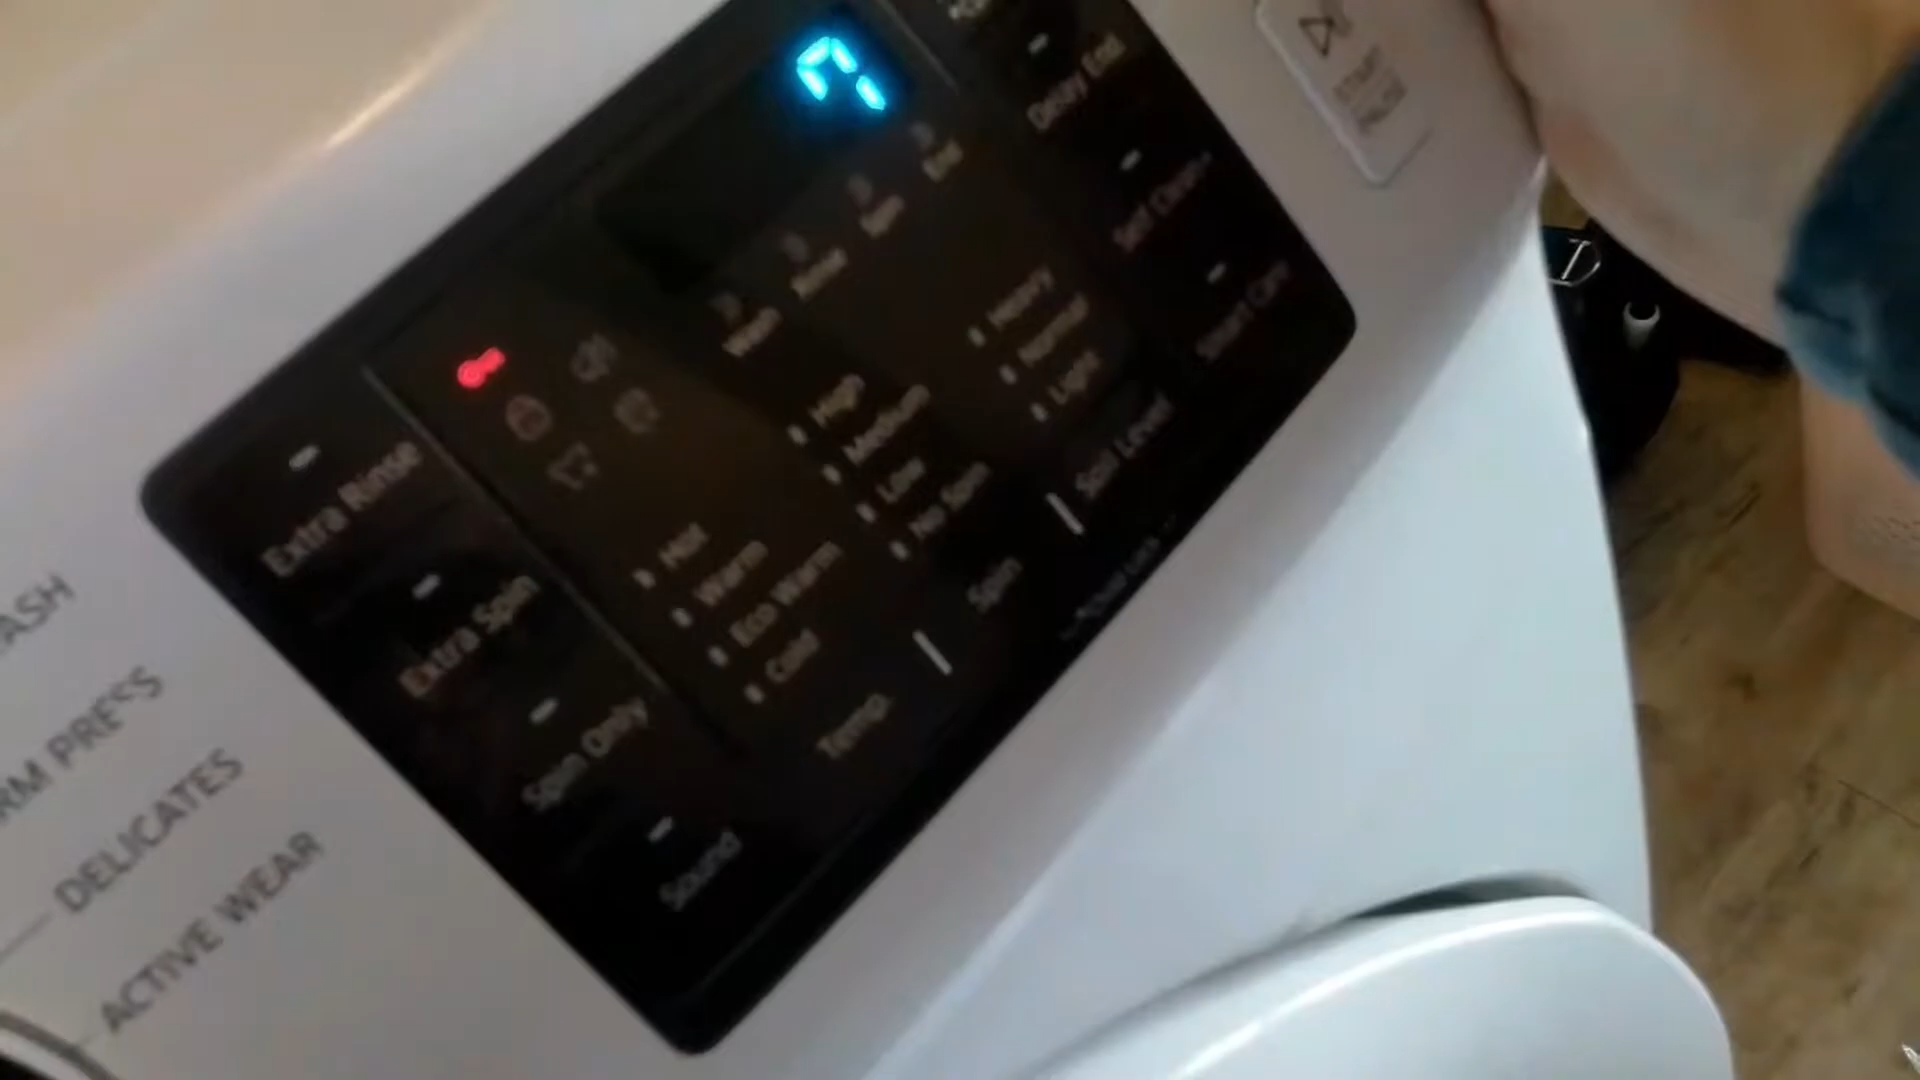 Delay End
Self Clean+
Smart Care
Wash
Rinse
Spin
End
Heavy
Normal
Light
Soil Level
High
Medium
Low
No Spin
Spin
Hot
Warm
Eco Warm
Cold
Temp.
Extra Rinse
Extra Spin
Spin Only
Sound
ASH
RM PRESS
DELICATES
ACTIVE WEAR